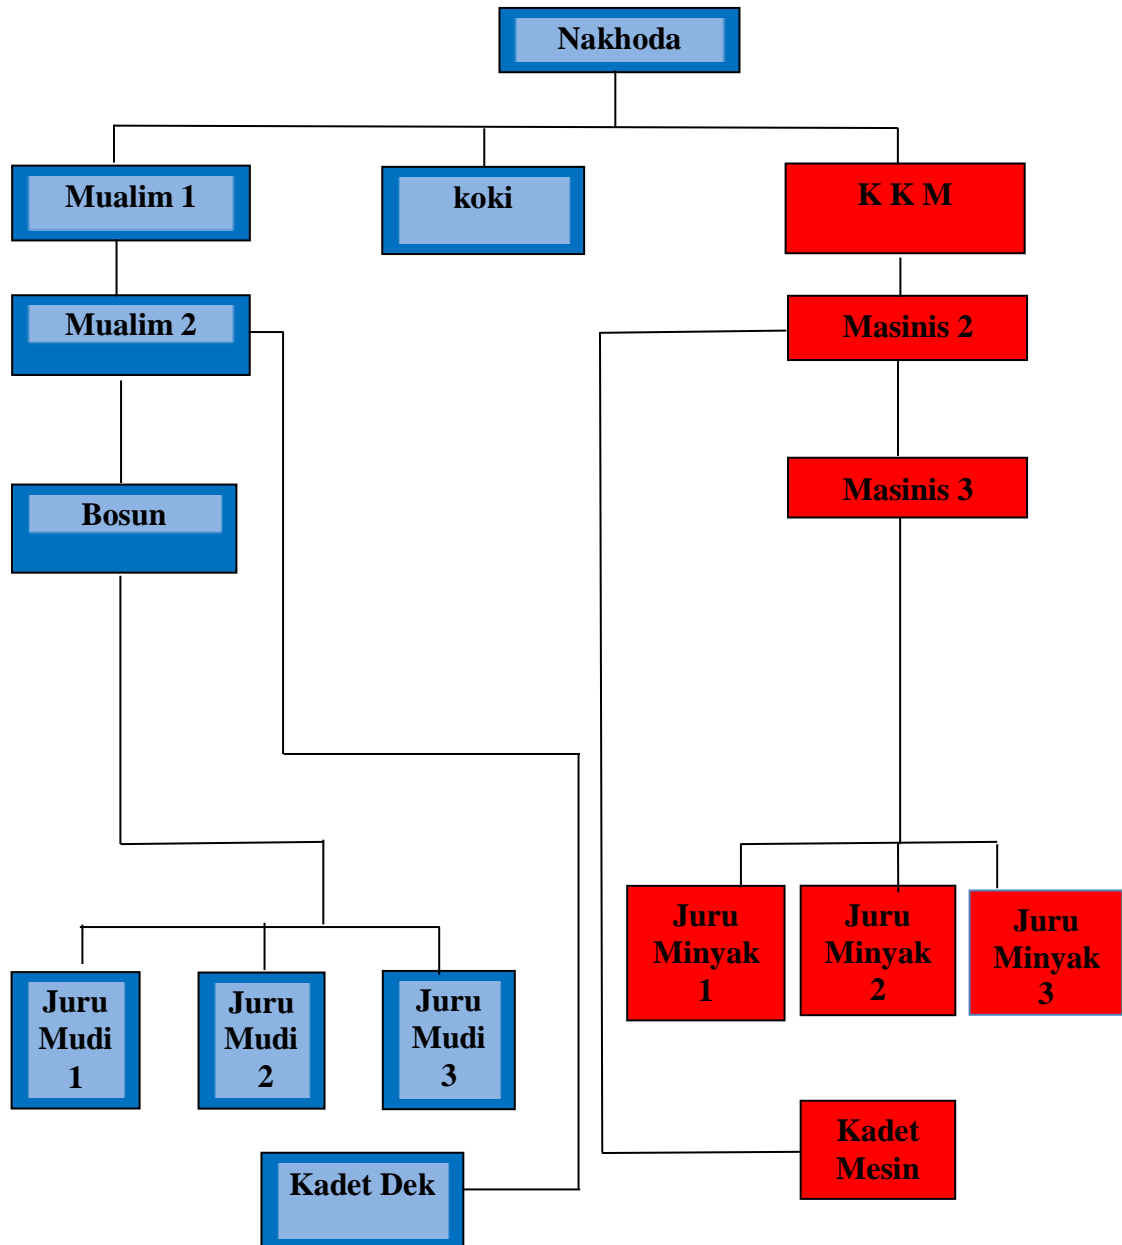 Nakhoda
Mualim 1
koki
K K M
Mualim 2
Masinis 2
Bosun
Masinis 3
Juru
Minyak
1
Juru
Minyak
2
Juru
Minyak
3
Juru
Mudi
1
Juru
Mudi
2
Juru
Mudi
3
Kadet
Mesin
Kadet Dek